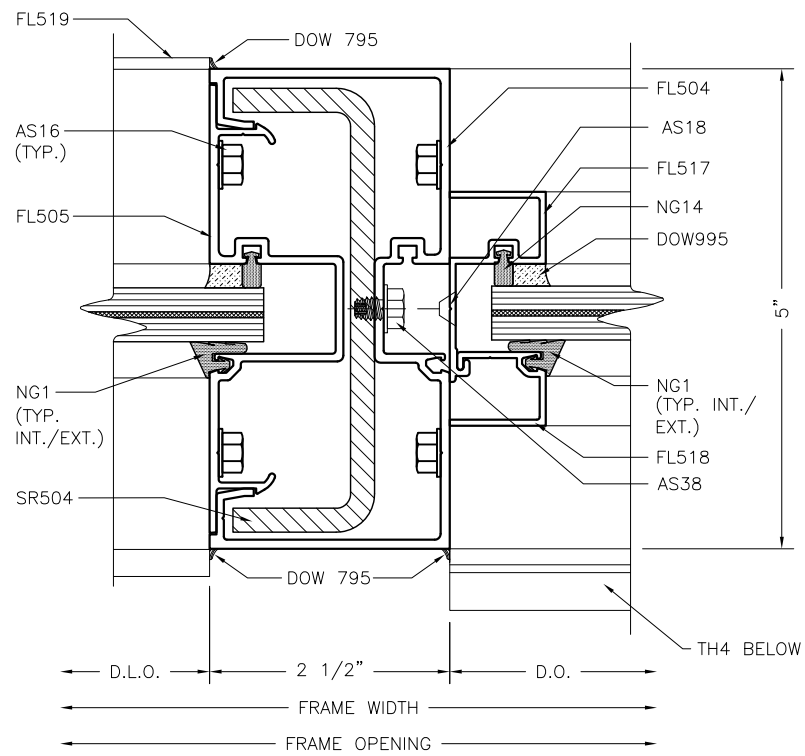 FL519
DOW 795
FL504
AS16
(TYP.)
AS18
FL517
NG14
FL505
DOW995
5"
NG1
(TYP.
INT./EXT.)
NG1
(TYP. INT./
EXT.)
FL518
AS38
SR504
DOW 795
TH4 BELOW
D.L.O.
2 1/2"
D.O.
FRAME WIDTH
FRAME OPENING